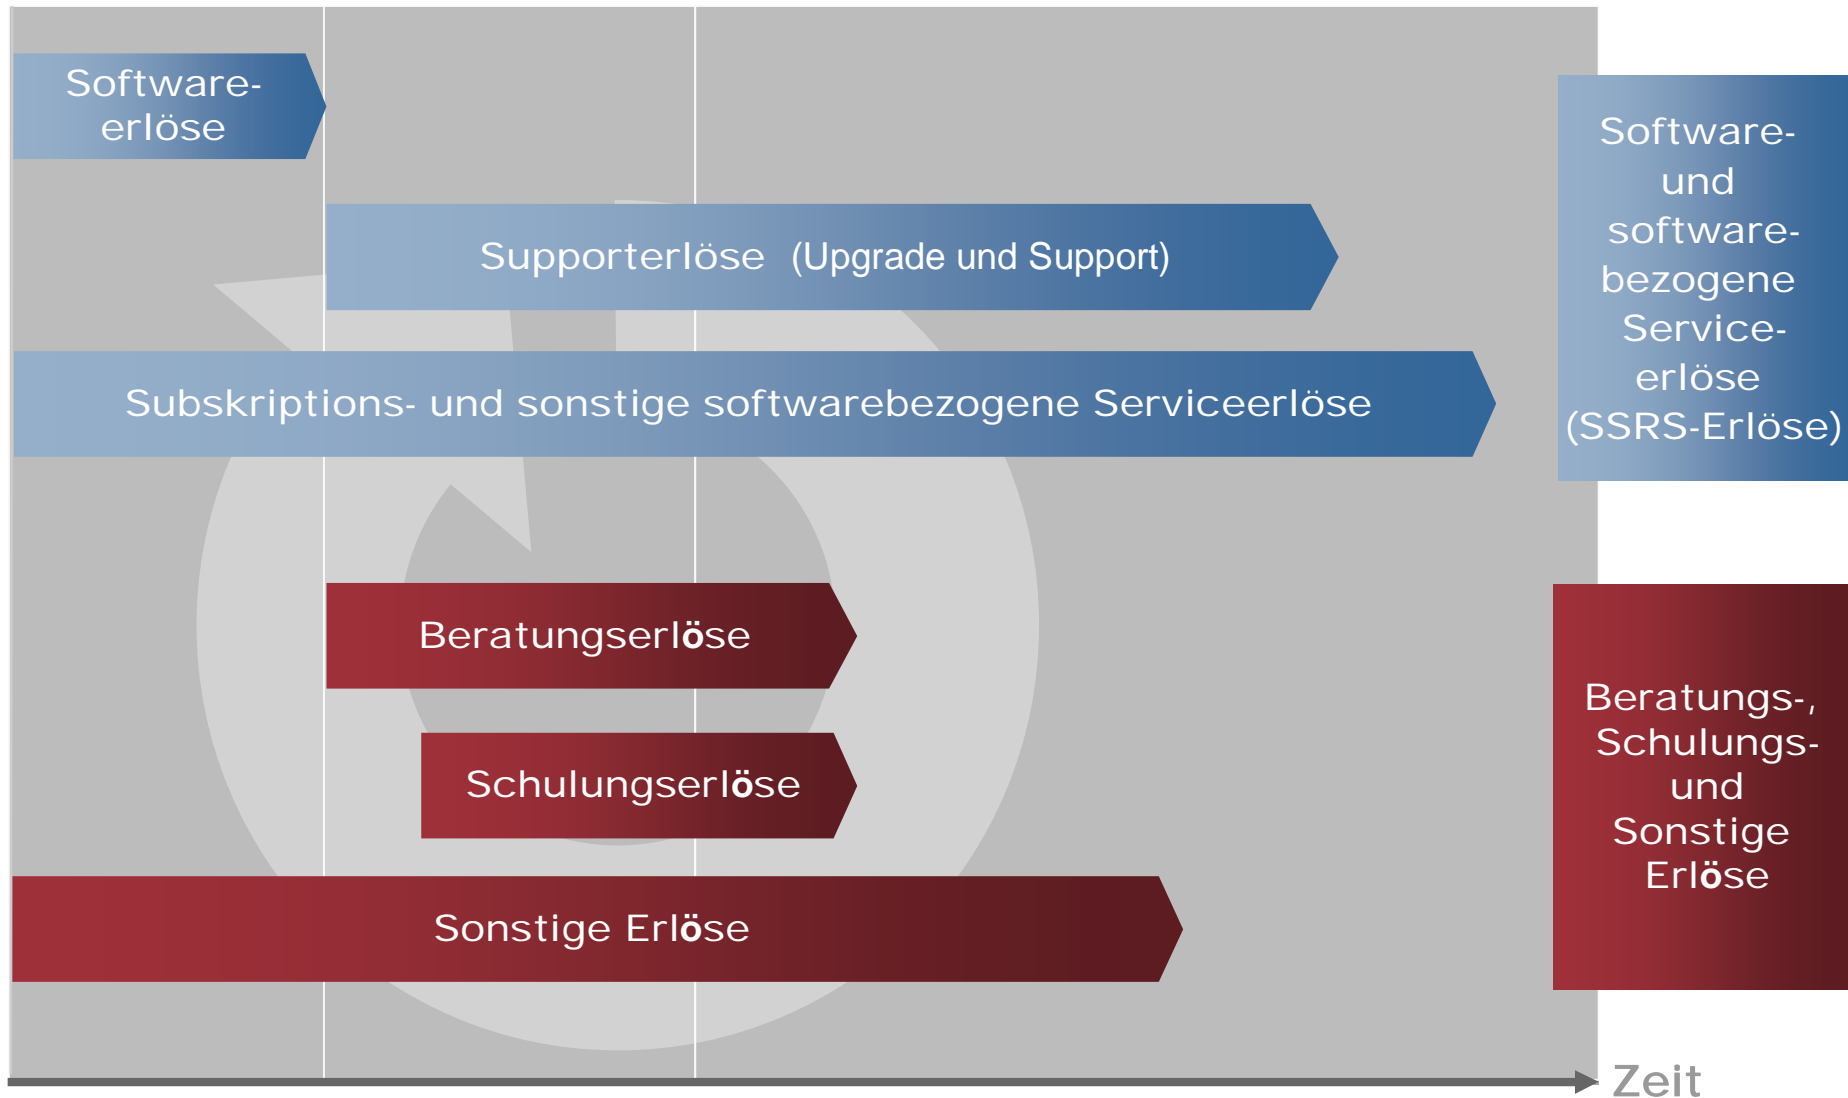 Software-
erlöse
Supporterlöse (Upgrade und Support)
Subskriptions- und sonstige softwarebezogene Serviceerlöse
Software-
und
software-
bezogene
Service-
erlöse
(SSRS-Erlöse)
Beratungserlöse
Schulungserlöse
Sonstige Erlöse
Beratungs-,
Schulungs-
und
Sonstige
Erlöse
Zeit